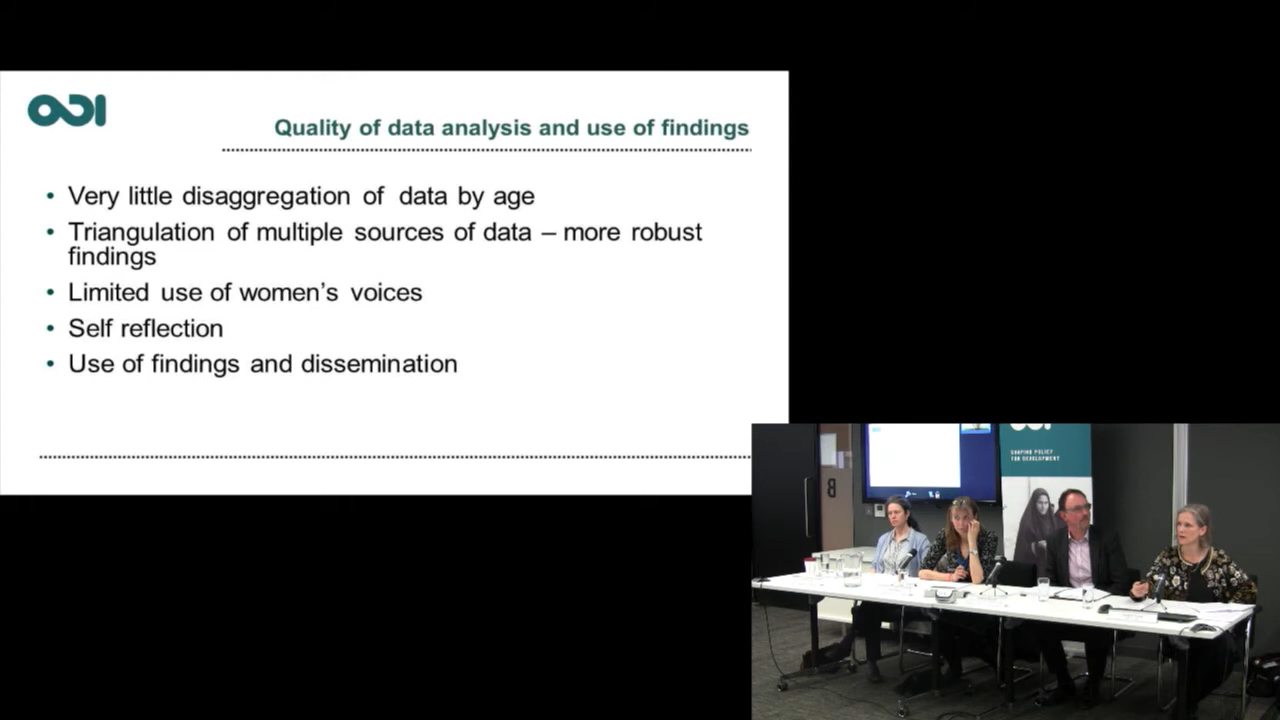 ODI
Quality of data analysis and use of findings
• Very little disaggregation of data by age
• Triangulation of multiple sources of data – more robust
findings
• Limited use of women’s voices
• Self reflection
• Use of findings and dissemination
SHAPING POLICY
FOR DEVELOPMENT
B